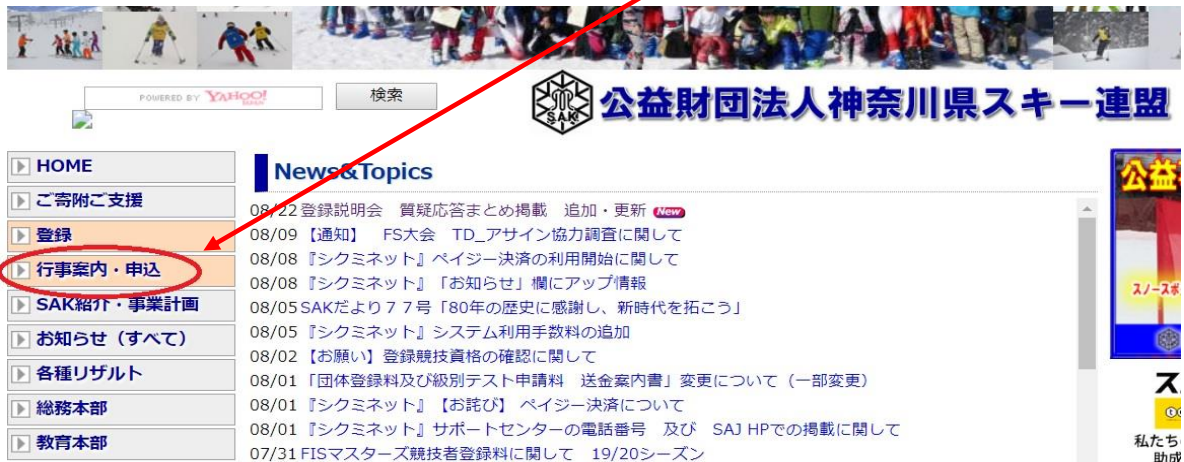 POWERED BY YAHOO! JAPAN
検索
S.A.K
公益財団法人神奈川県スキー連盟
HOME
ご寄附ご支援
登録
行事案内・申込
SAK紹介・事業計画
お知らせ（すべて）
各種リザルト
総務本部
教育本部
News&Topics
08/22 登録説明会　質疑応答まとめ掲載　追加・更新 New
08/09 【通知】　FS大会　TD_アサイン協力調査に関して
08/08 『シクミネット』ペイジー決済の利用開始に関して
08/08 『シクミネット』「お知らせ」欄にアップ情報
08/05 SAKだより７７号「80年の歴史に感謝し、新時代を拓こう」
08/05 『シクミネット』システム利用手数料の追加
08/02 【お願い】登録競技資格の確認に関して
08/01 「団体登録料及び級別テスト申請料　送金案内書」変更について（一部変更）
08/01 『シクミネット』【お詫び】 ペイジー決済について
08/01 『シクミネット』サポートセンターの電話番号　及び　SAJ HPでの掲載に関して
07/31 FISマスターズ競技者登録料に関して　19/20シーズン
公益
スノースポ
ス
私たち
助成